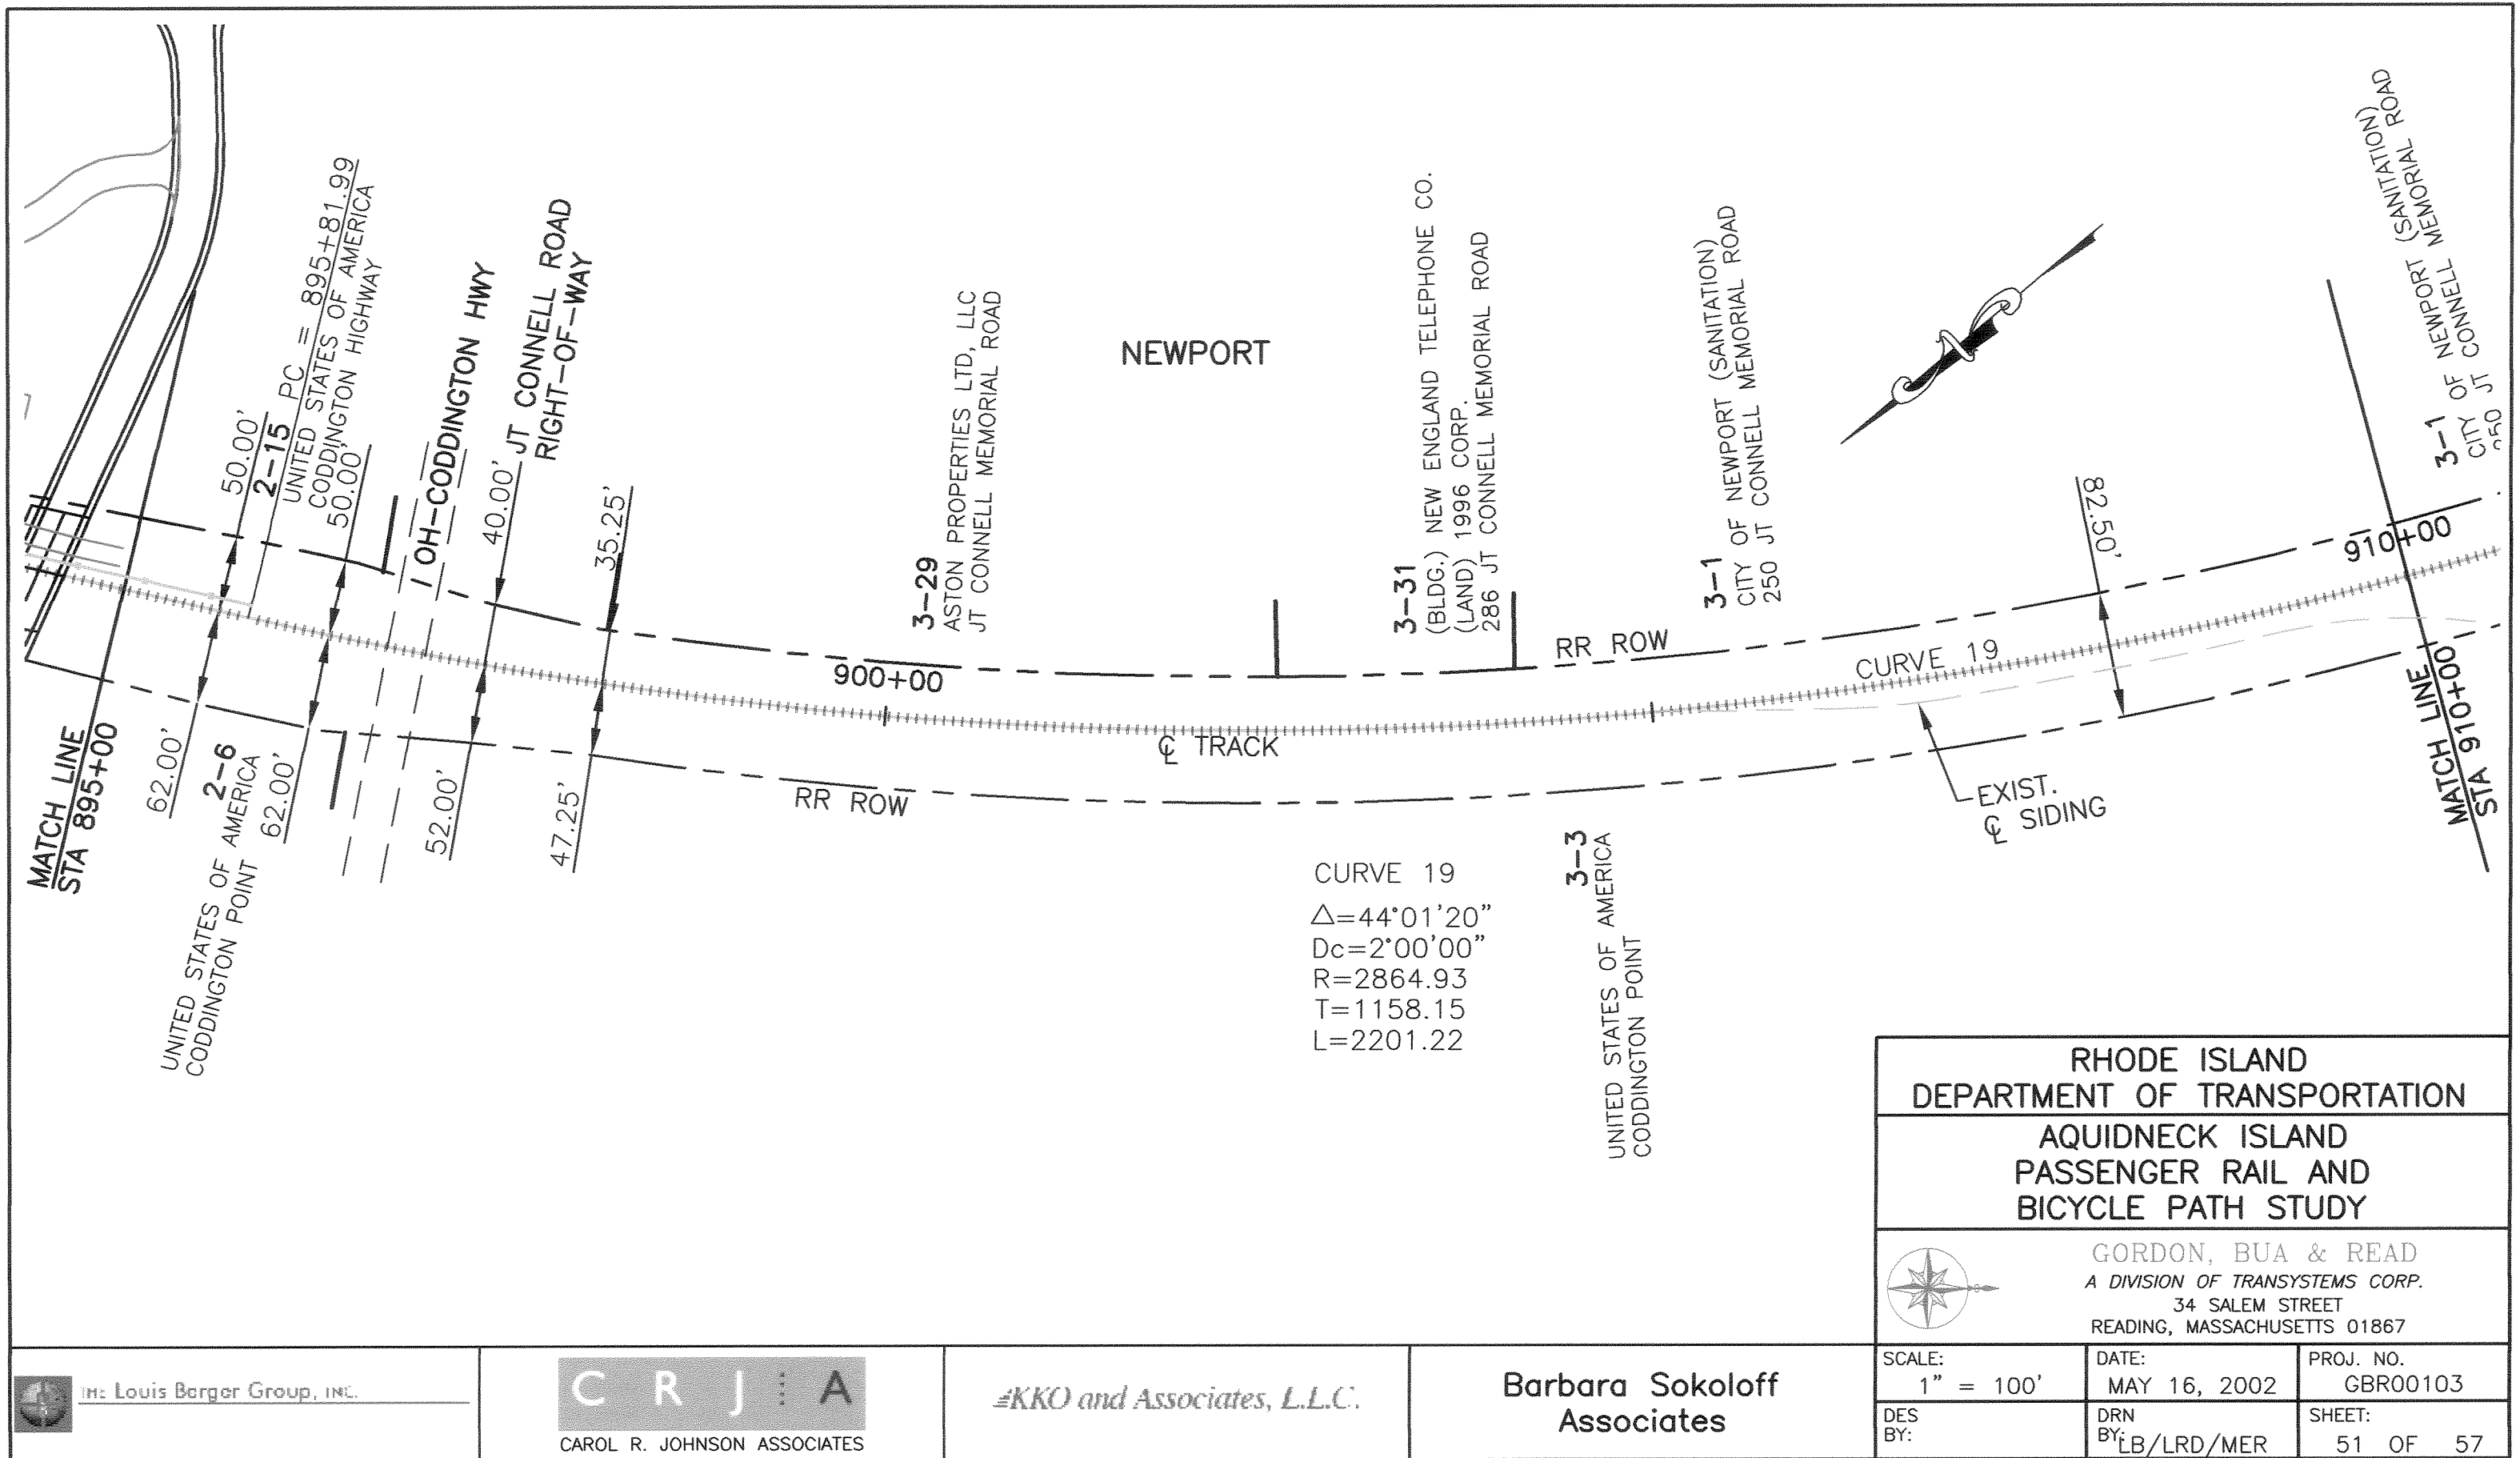 50.00'
2-15
PC = 895+81.99
UNITED STATES OF AMERICA
CODDINGTON HIGHWAY
50.00'
OH-CODDINGTON HWY
40.00'
JT CONNELL ROAD
RIGHT-OF-WAY
35.25'
3-29
ASTON PROPERTIES LTD, LLC
JT CONNELL MEMORIAL ROAD
NEWPORT
3-31
(BLDG.) NEW ENGLAND TELEPHONE CO.
(LAND) 1996 CORP.
286 JT CONNELL MEMORIAL ROAD
3-1
CITY OF NEWPORT (SANITATION)
250 JT CONNELL MEMORIAL ROAD
82.50'
3-1
CITY OF NEWPORT (SANITATION)
250 JT CONNELL MEMORIAL ROAD
910+00
RR ROW
CURVE 19
900+00
℄ TRACK
RR ROW
MATCH LINE
STA 895+00
62.00'
2-6
UNITED STATES OF AMERICA
CODDINGTON POINT
62.00'
52.00'
47.25'
EXIST.
℄ SIDING
MATCH LINE
STA 910+00
CURVE 19
△=44°01'20"
Dc=2°00'00"
R=2864.93
T=1158.15
L=2201.22
3-3
UNITED STATES OF AMERICA
CODDINGTON POINT
RHODE ISLAND
DEPARTMENT OF TRANSPORTATION
AQUIDNECK ISLAND
PASSENGER RAIL AND
BICYCLE PATH STUDY
GORDON, BUA & READ
A DIVISION OF TRANSYSTEMS CORP.
34 SALEM STREET
READING, MASSACHUSETTS 01867
THE Louis Berger Group, INC.
C R J A
CAROL R. JOHNSON ASSOCIATES
KKO and Associates, L.L.C.
Barbara Sokoloff
Associates
SCALE:
1" = 100'
DATE:
MAY 16, 2002
PROJ. NO.
GBR00103
DES
BY:
DRN
BY: LB/LRD/MER
SHEET:
51 OF 57